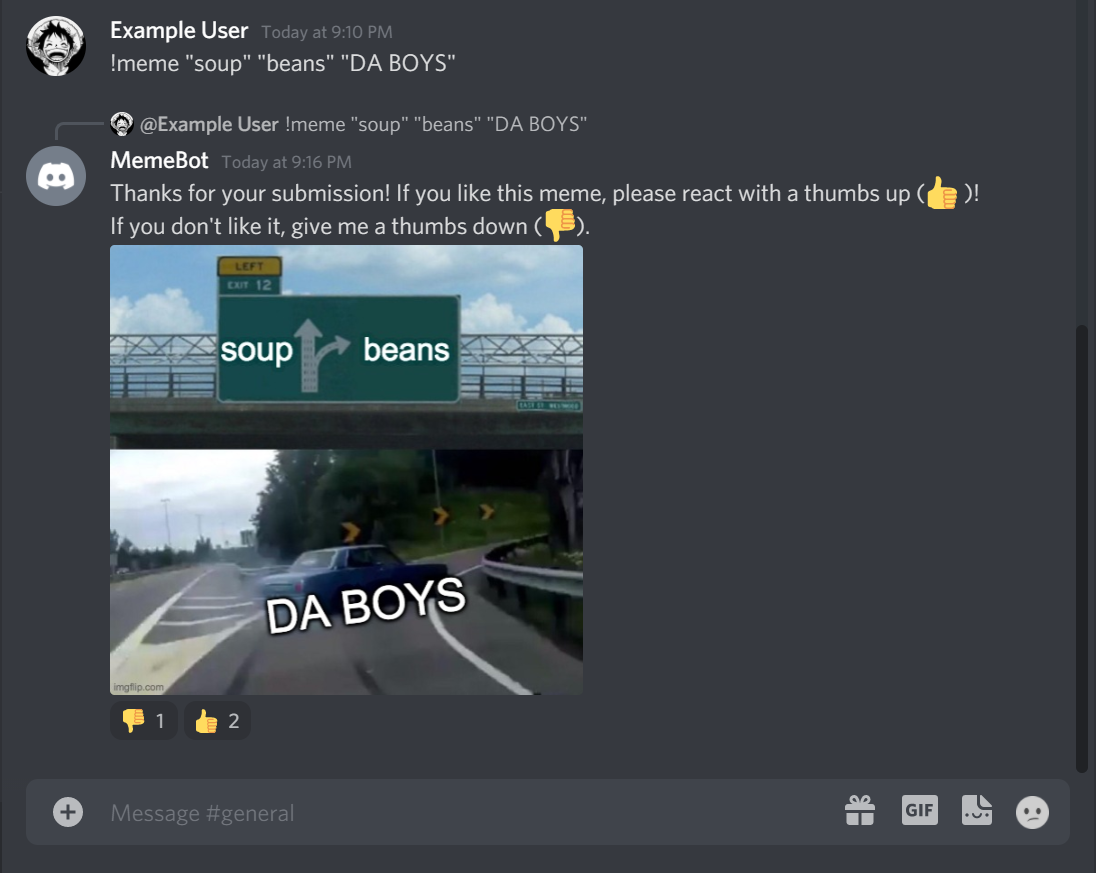 Example User Today at 9:10 PM
!meme "soup" "beans" "DA BOYS"
@Example User !meme "soup" "beans" "DA BOYS"
MemeBot Today at 9:16 PM
Thanks for your submission! If you like this meme, please react with a thumbs up (👍 )!
If you don't like it, give me a thumbs down (👎).
LEFT
EXIT 12
soup beans
DA BOYS
imgflip.com
👎 1 👍 2
Message #general
GIF